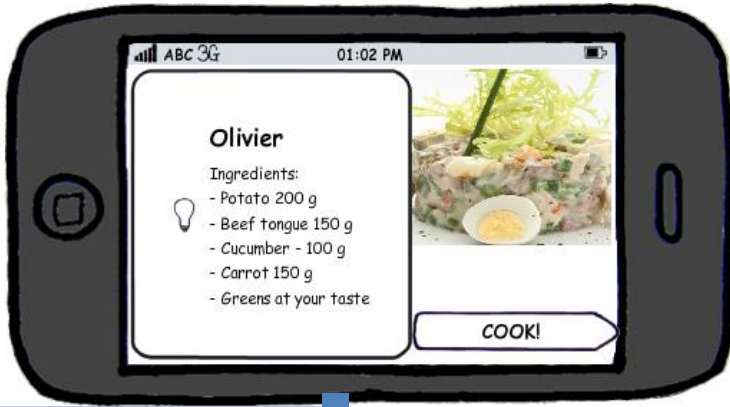 ABC 3G 01:02 PM
Olivier
Ingredients:
- Potato 200 g
- Beef tongue 150 g
- Cucumber - 100 g
- Carrot 150 g
- Greens at your taste
COOK!